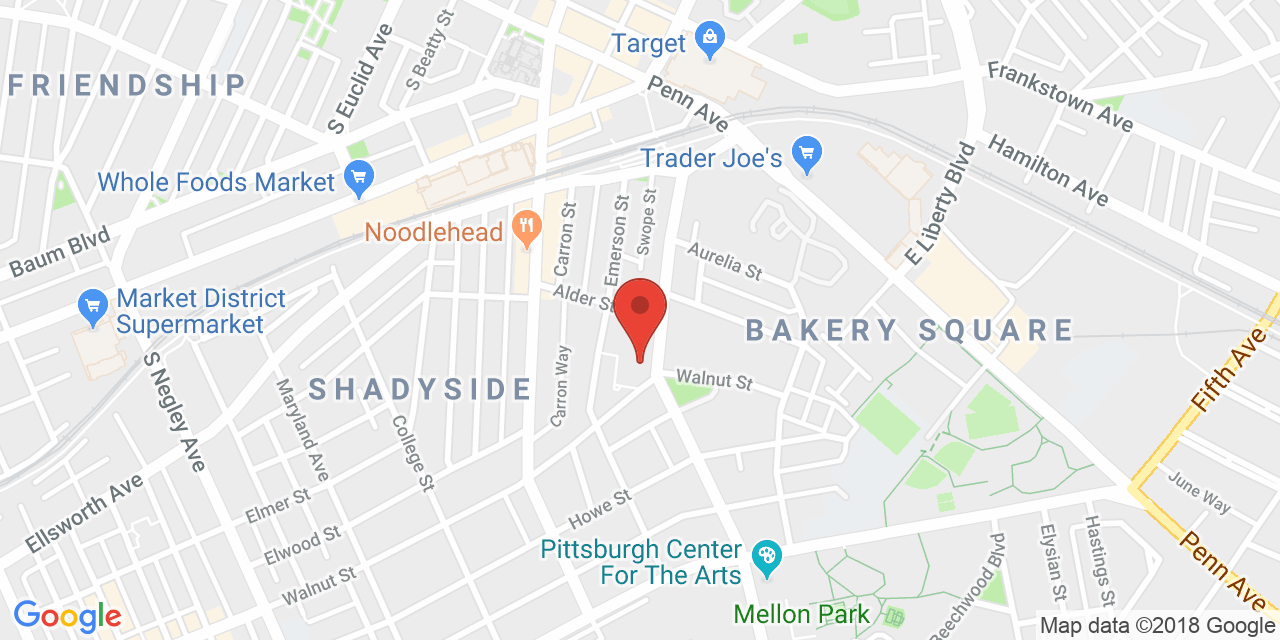 Target
S Beatty St
S Euclid Ave
FRIENDSHIP
Penn Ave
Frankstown Ave
Trader Joe's
Hamilton Ave
Whole Foods Market
E Liberty Blvd
Baum Blvd
Noodlehead
Carron St
Emerson St
Swope St
Aurelia St
Market District
Supermarket
Alder St
BAKERY SQUARE
Fifth Ave
S Negley Ave
SHADYSIDE
Maryland Ave
College St
Carron Way
Walnut St
Ellsworth Ave
Elmer St
Elwood St
Walnut St
Howe St
June Way
Pittsburgh Center
For The Arts
Mellon Park
Beechwood Blvd
Elysian St
Hastings St
Penn Ave
Google
Map data ©2018 Google